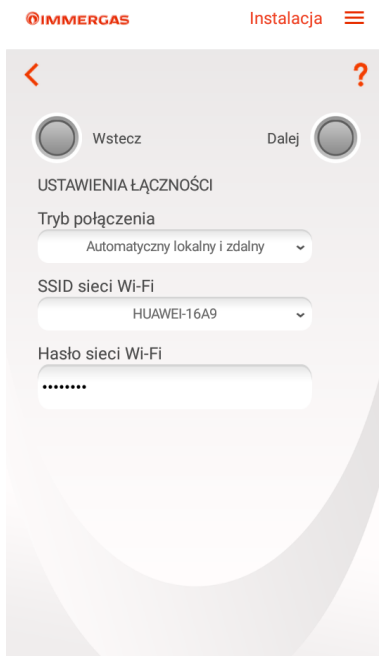 IMMERGAS
Instalacja
?
Wstecz
Dalej
USTAWIENIA ŁĄCZNOŚCI
Tryb połączenia
Automatyczny lokalny i zdalny
SSID sieci Wi-Fi
HUAWEI-16A9
Hasło sieci Wi-Fi
••••••••